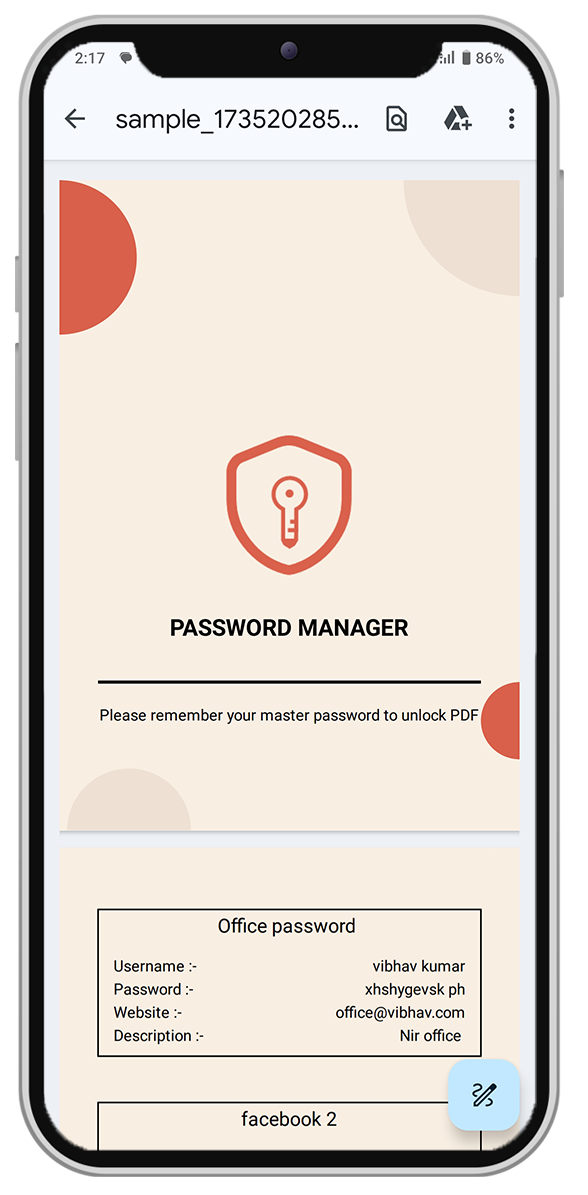 2:17 86%
sample_173520285...
PASSWORD MANAGER
Please remember your master password to unlock PDF
Office password
Username :- vibhav kumar
Password :- xhshygevsk ph
Website :- office@vibhav.com
Description :- Nir office
facebook 2